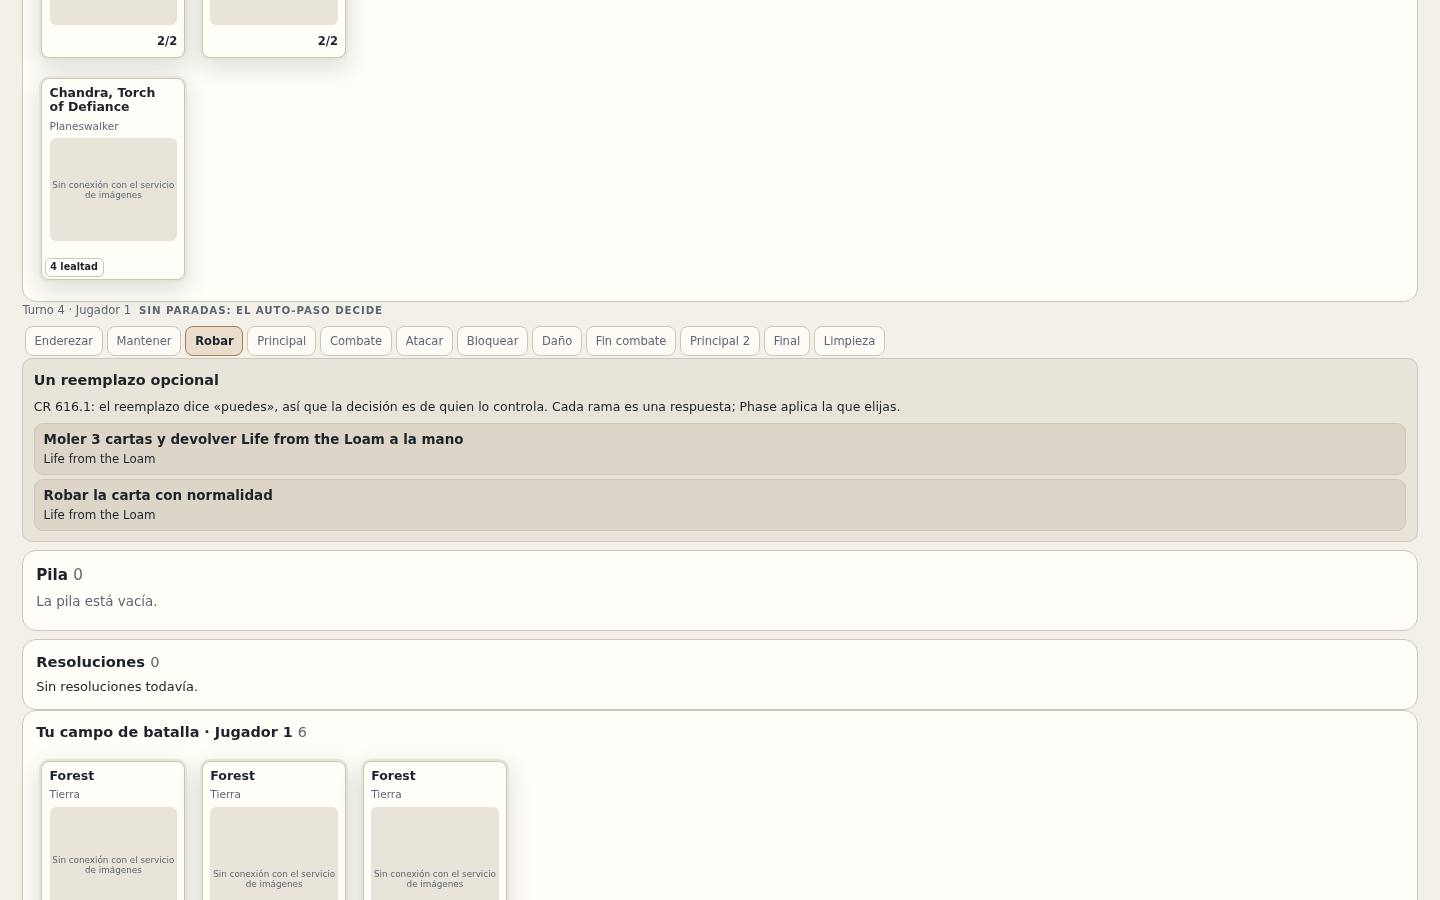 2/2
2/2
Chandra, Torch
of Defiance
Planeswalker
Sin conexión con el servicio
de imágenes
4 lealtad
Turno 4 · Jugador 1 SIN PARADAS: EL AUTO-PASO DECIDE
Enderezar Mantener Robar Principal Combate Atacar Bloquear Daño Fin combate Principal 2 Final Limpieza
Un reemplazo opcional
CR 616.1: el reemplazo dice «puedes», así que la decisión es de quien lo controla. Cada rama es una respuesta; Phase aplica la que elijas.
Moler 3 cartas y devolver Life from the Loam a la mano
Life from the Loam
Robar la carta con normalidad
Life from the Loam
Pila 0
La pila está vacía.
Resoluciones 0
Sin resoluciones todavía.
Tu campo de batalla · Jugador 1 6
Forest
Tierra
Sin conexión con el servicio
de imágenes
Forest
Tierra
Sin conexión con el servicio
de imágenes
Forest
Tierra
Sin conexión con el servicio
de imágenes